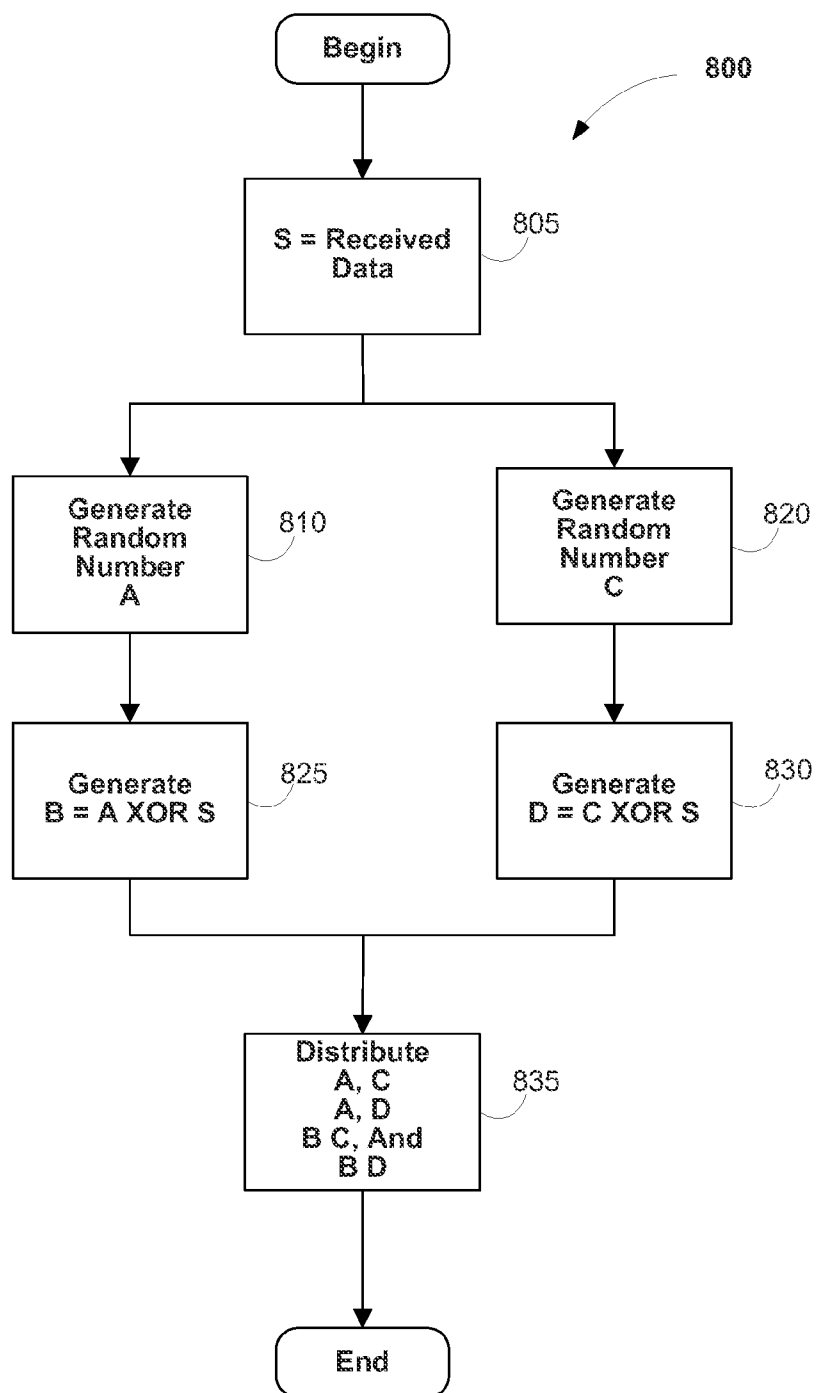 Begin
800
S = Received
Data
805
Generate
Random
Number
A
810
Generate
Random
Number
C
820
Generate
B = A XOR S
825
Generate
D = C XOR S
830
Distribute
A, C
A, D
B C, And
B D
835
End